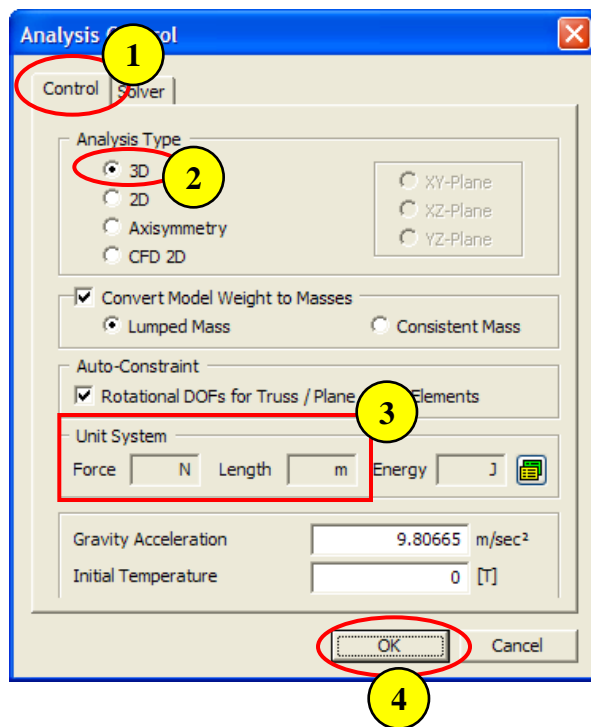 Analysis C rol
1
Control Solver
Analysis Type
3D
2
2D
Axisymmetry
CFD 2D
XY-Plane
XZ-Plane
YZ-Plane
Convert Model Weight to Masses
Lumped Mass Consistent Mass
Auto-Constraint
Rotational DOFs for Truss / Plane Elements
3
Unit System
Force N Length m Energy J
Gravity Acceleration 9.80665 m/sec²
Initial Temperature 0 [T]
OK Cancel
4